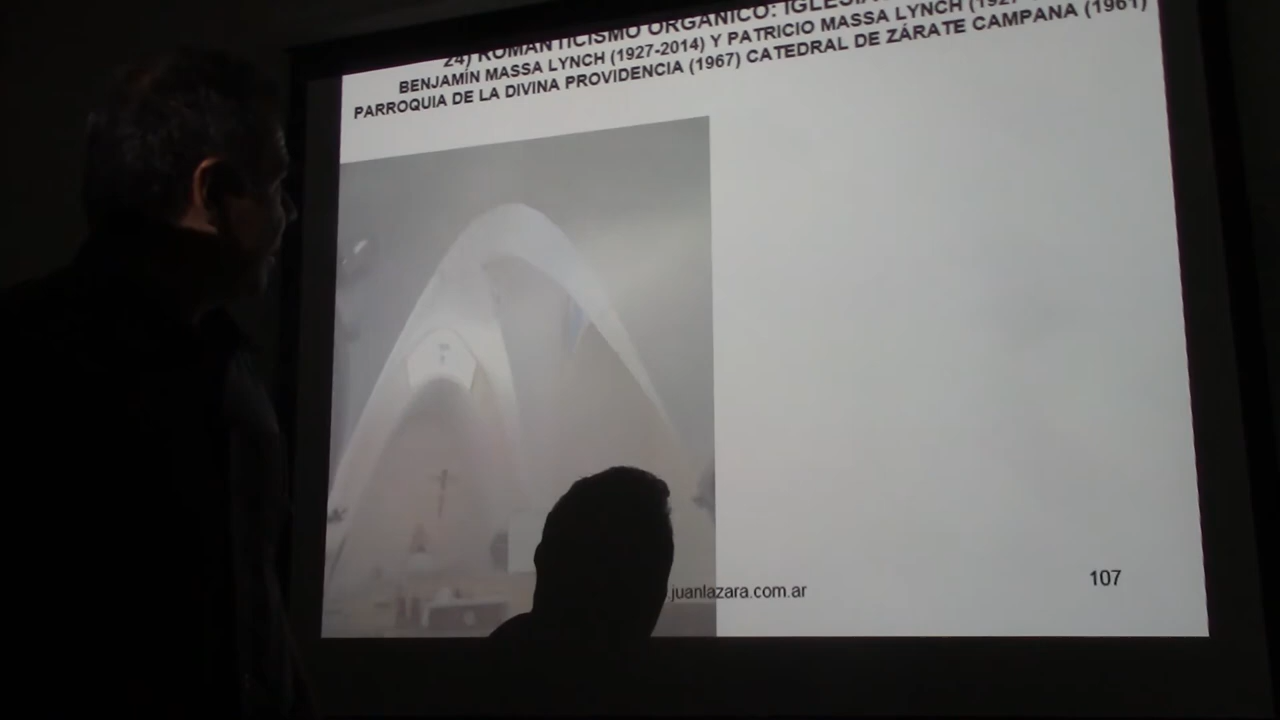 24) ROMANTICISMO ORGÁNICO:
BENJAMÍN MASSA LYNCH (1927-2014) Y PATRICIO MASSA LYNCH
PARROQUIA DE LA DIVINA PROVIDENCIA (1967) CATEDRAL DE ZÁRATE CAMPANA (1961)
juanlazara.com.ar
107